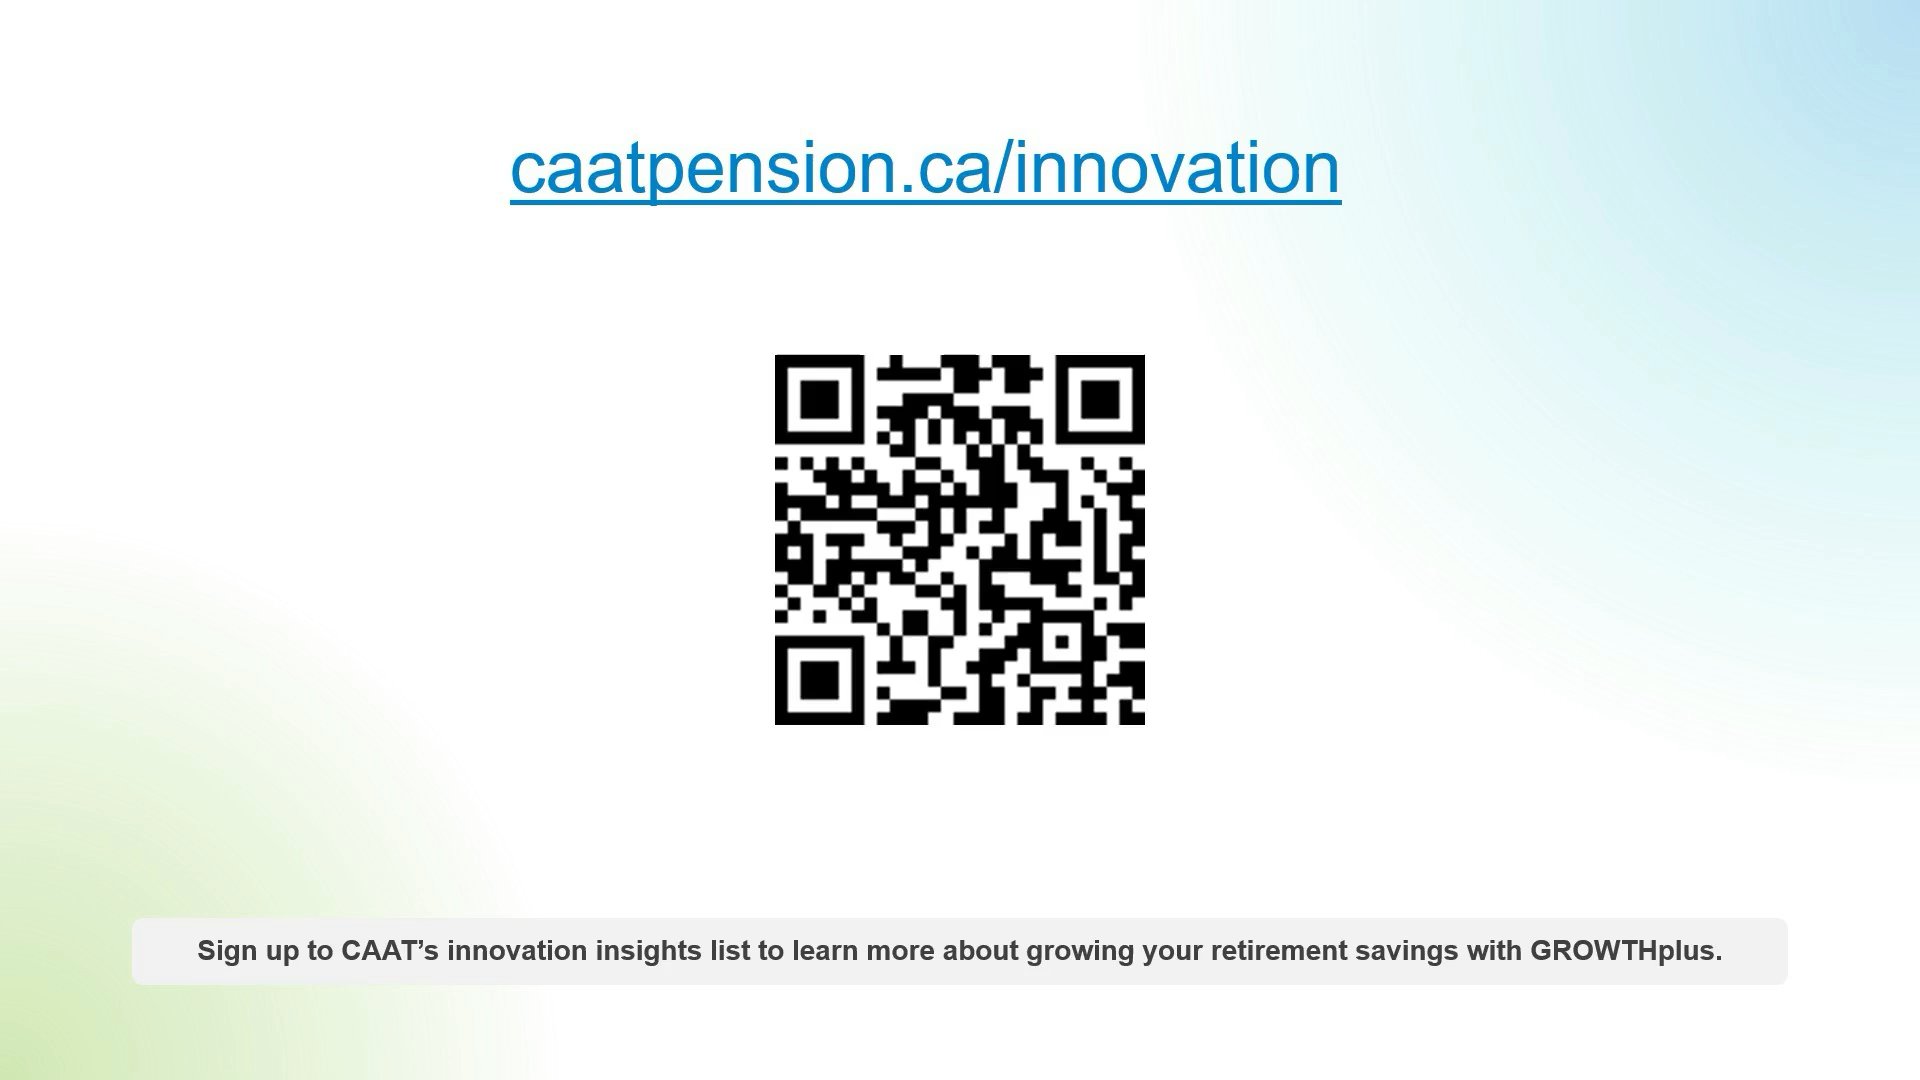 caatpension.ca/innovation
Sign up to CAAT’s innovation insights list to learn more about growing your retirement savings with GROWTHplus.